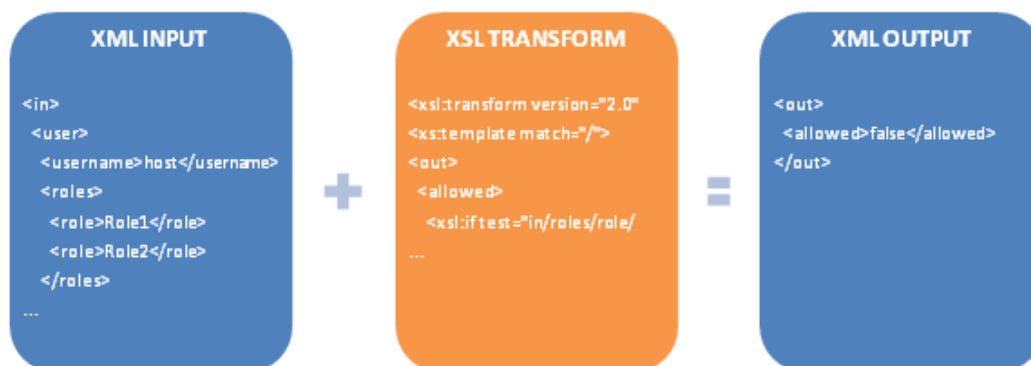 XML INPUT
<in>
<user>
<username>host</username>
<roles>
<role>Role1</role>
<role>Role2</role>
</roles>
...
XSL TRANSFORM
<xsl:transform version="2.0"
<xs:template match="/">
<out>
<allowed>
<xsl:if test="in/roles/role/
...
XML OUTPUT
<out>
<allowed>false</allowed>
</out>